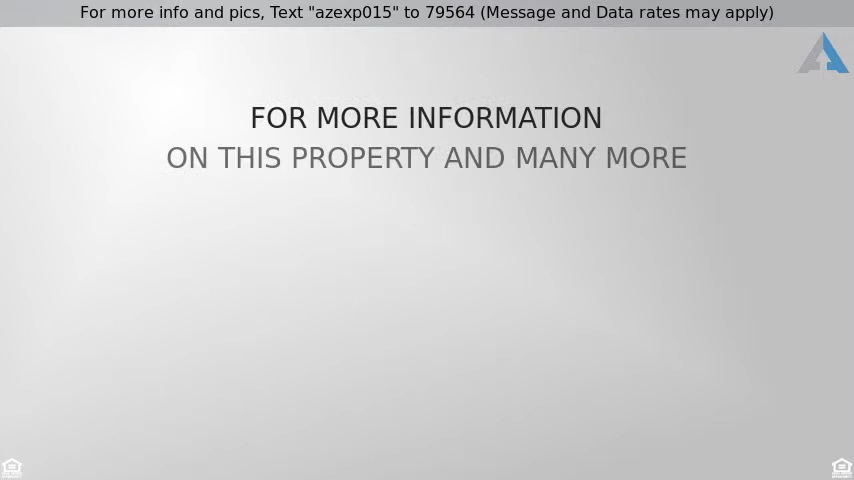 For more info and pics, Text "azexp015" to 79564 (Message and Data rates may apply)
FOR MORE INFORMATION
ON THIS PROPERTY AND MANY MORE